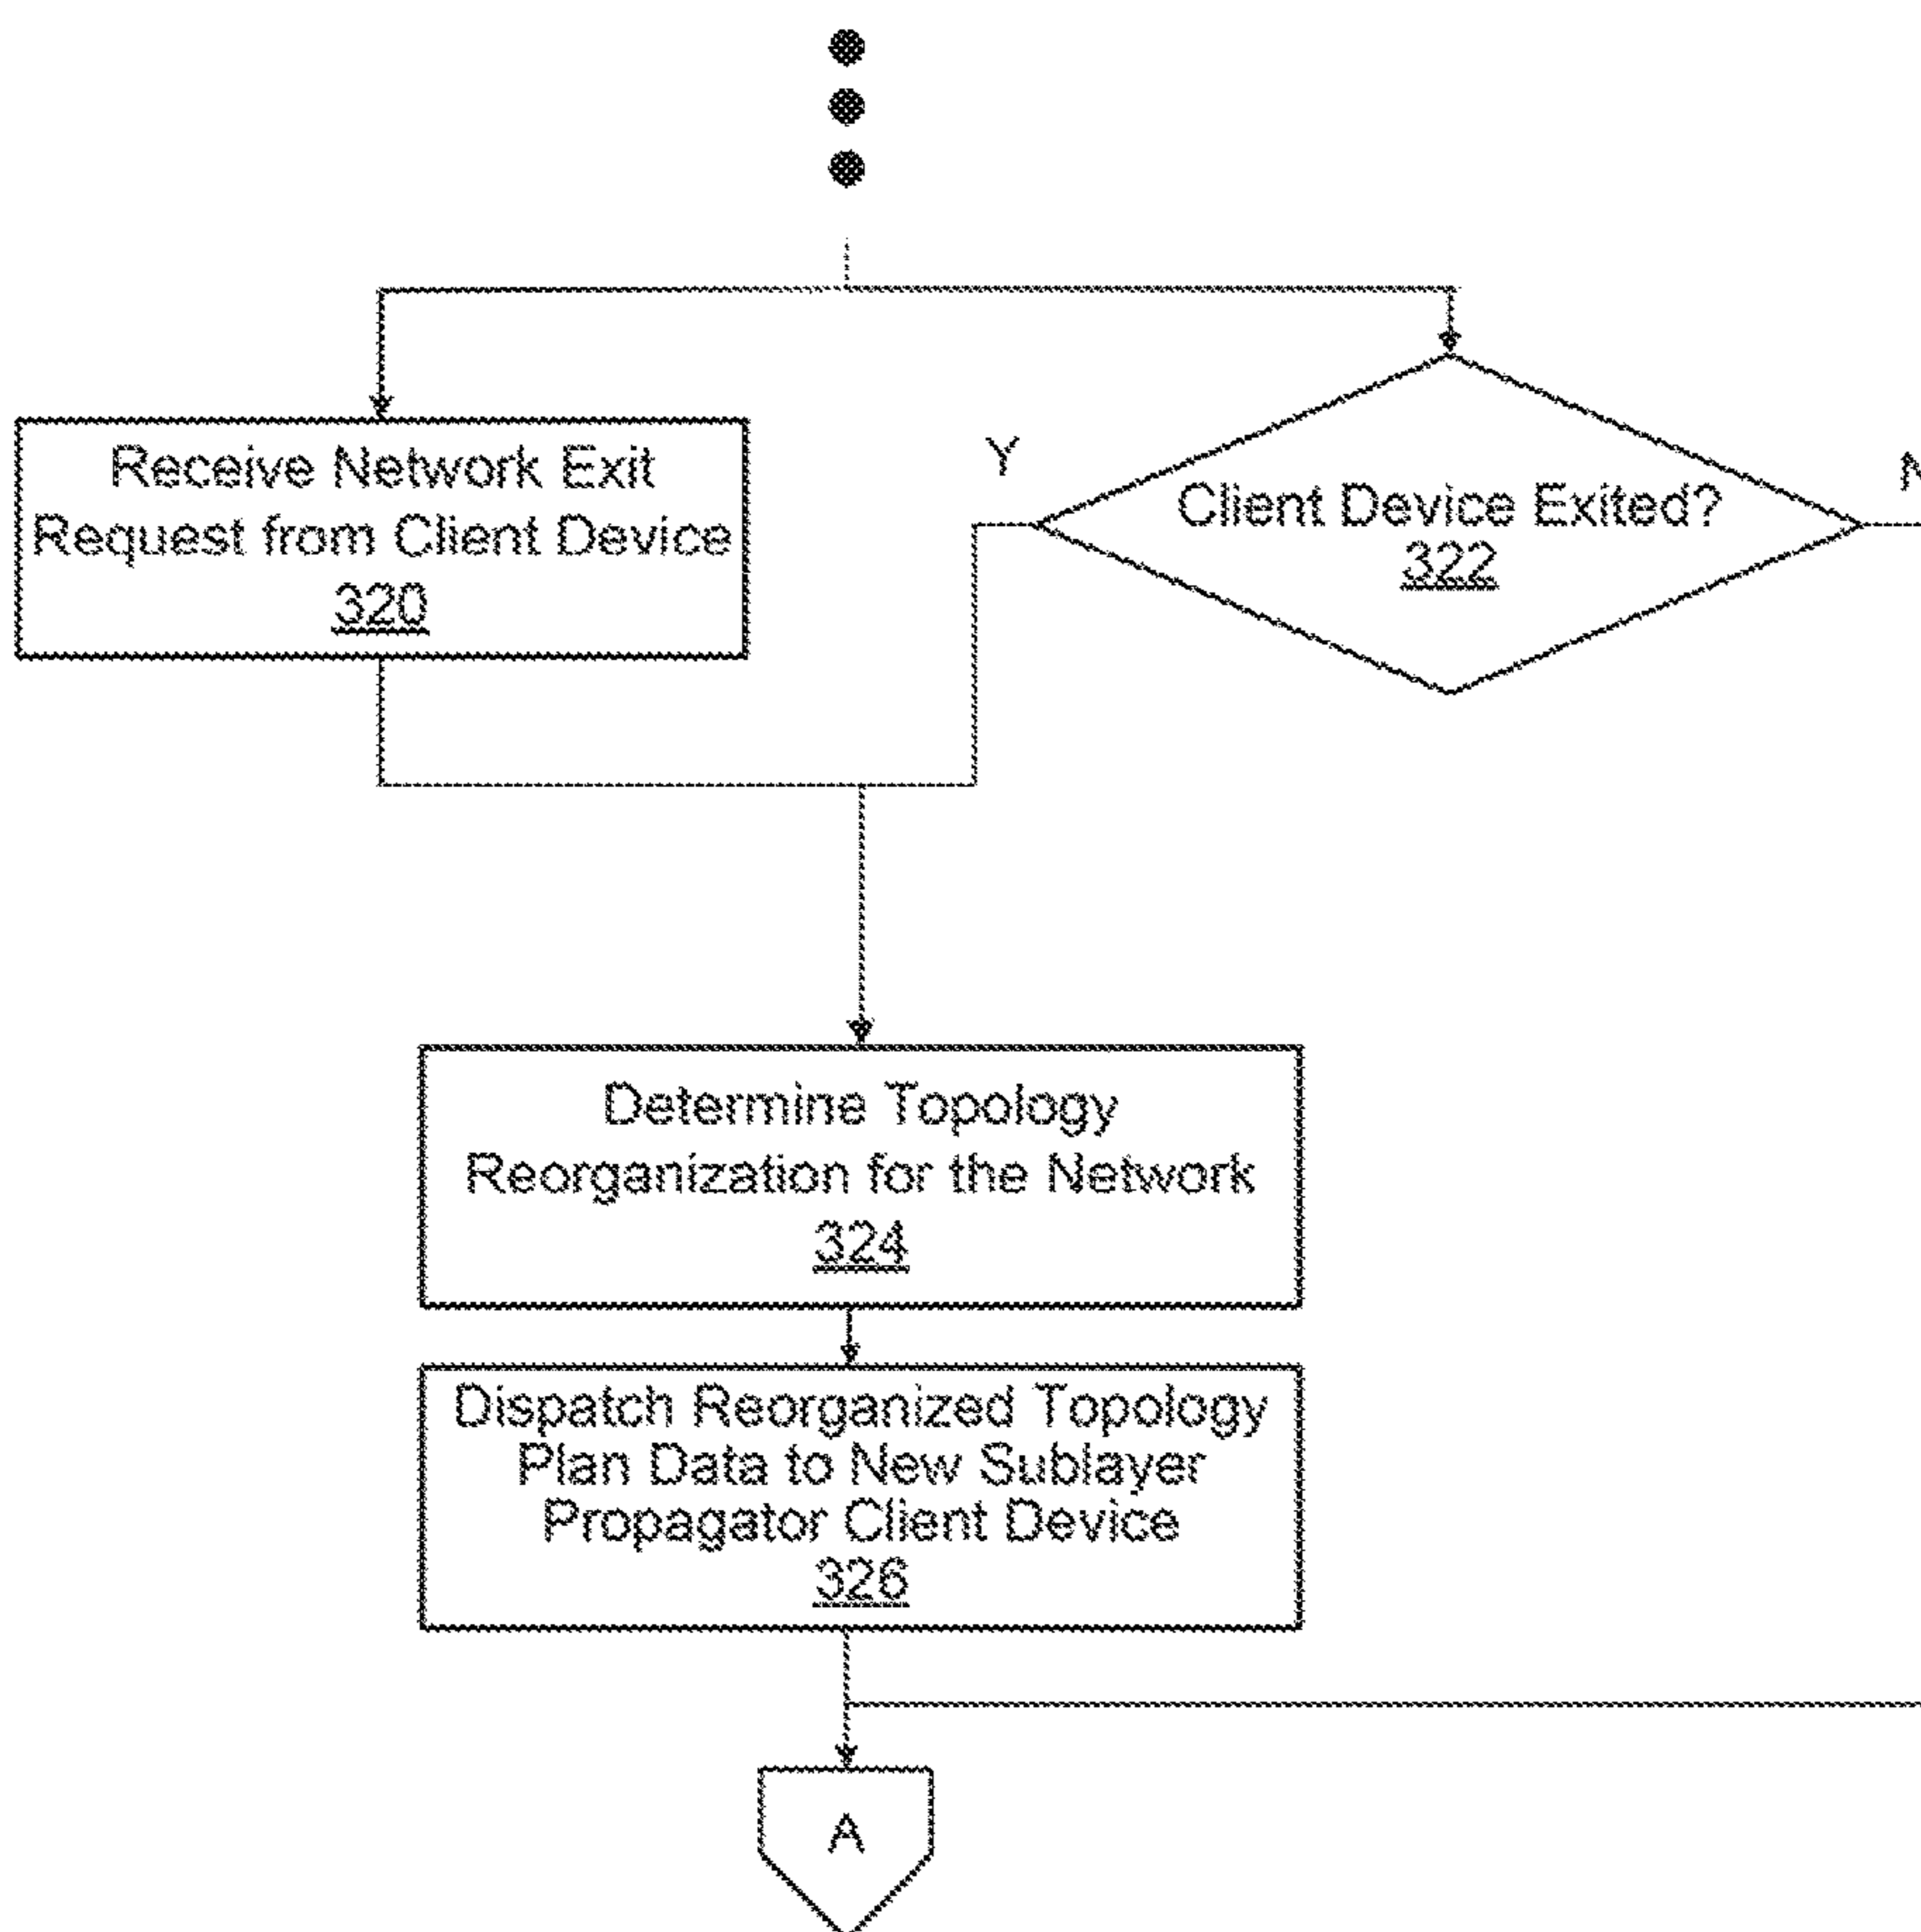 Receive Network Exit
Request from Client Device
320
Y
Client Device Exited?
322
N
Determine Topology
Reorganization for the Network
324
Dispatch Reorganized Topology
Plan Data to New Sublayer
Propagator Client Device
326
A